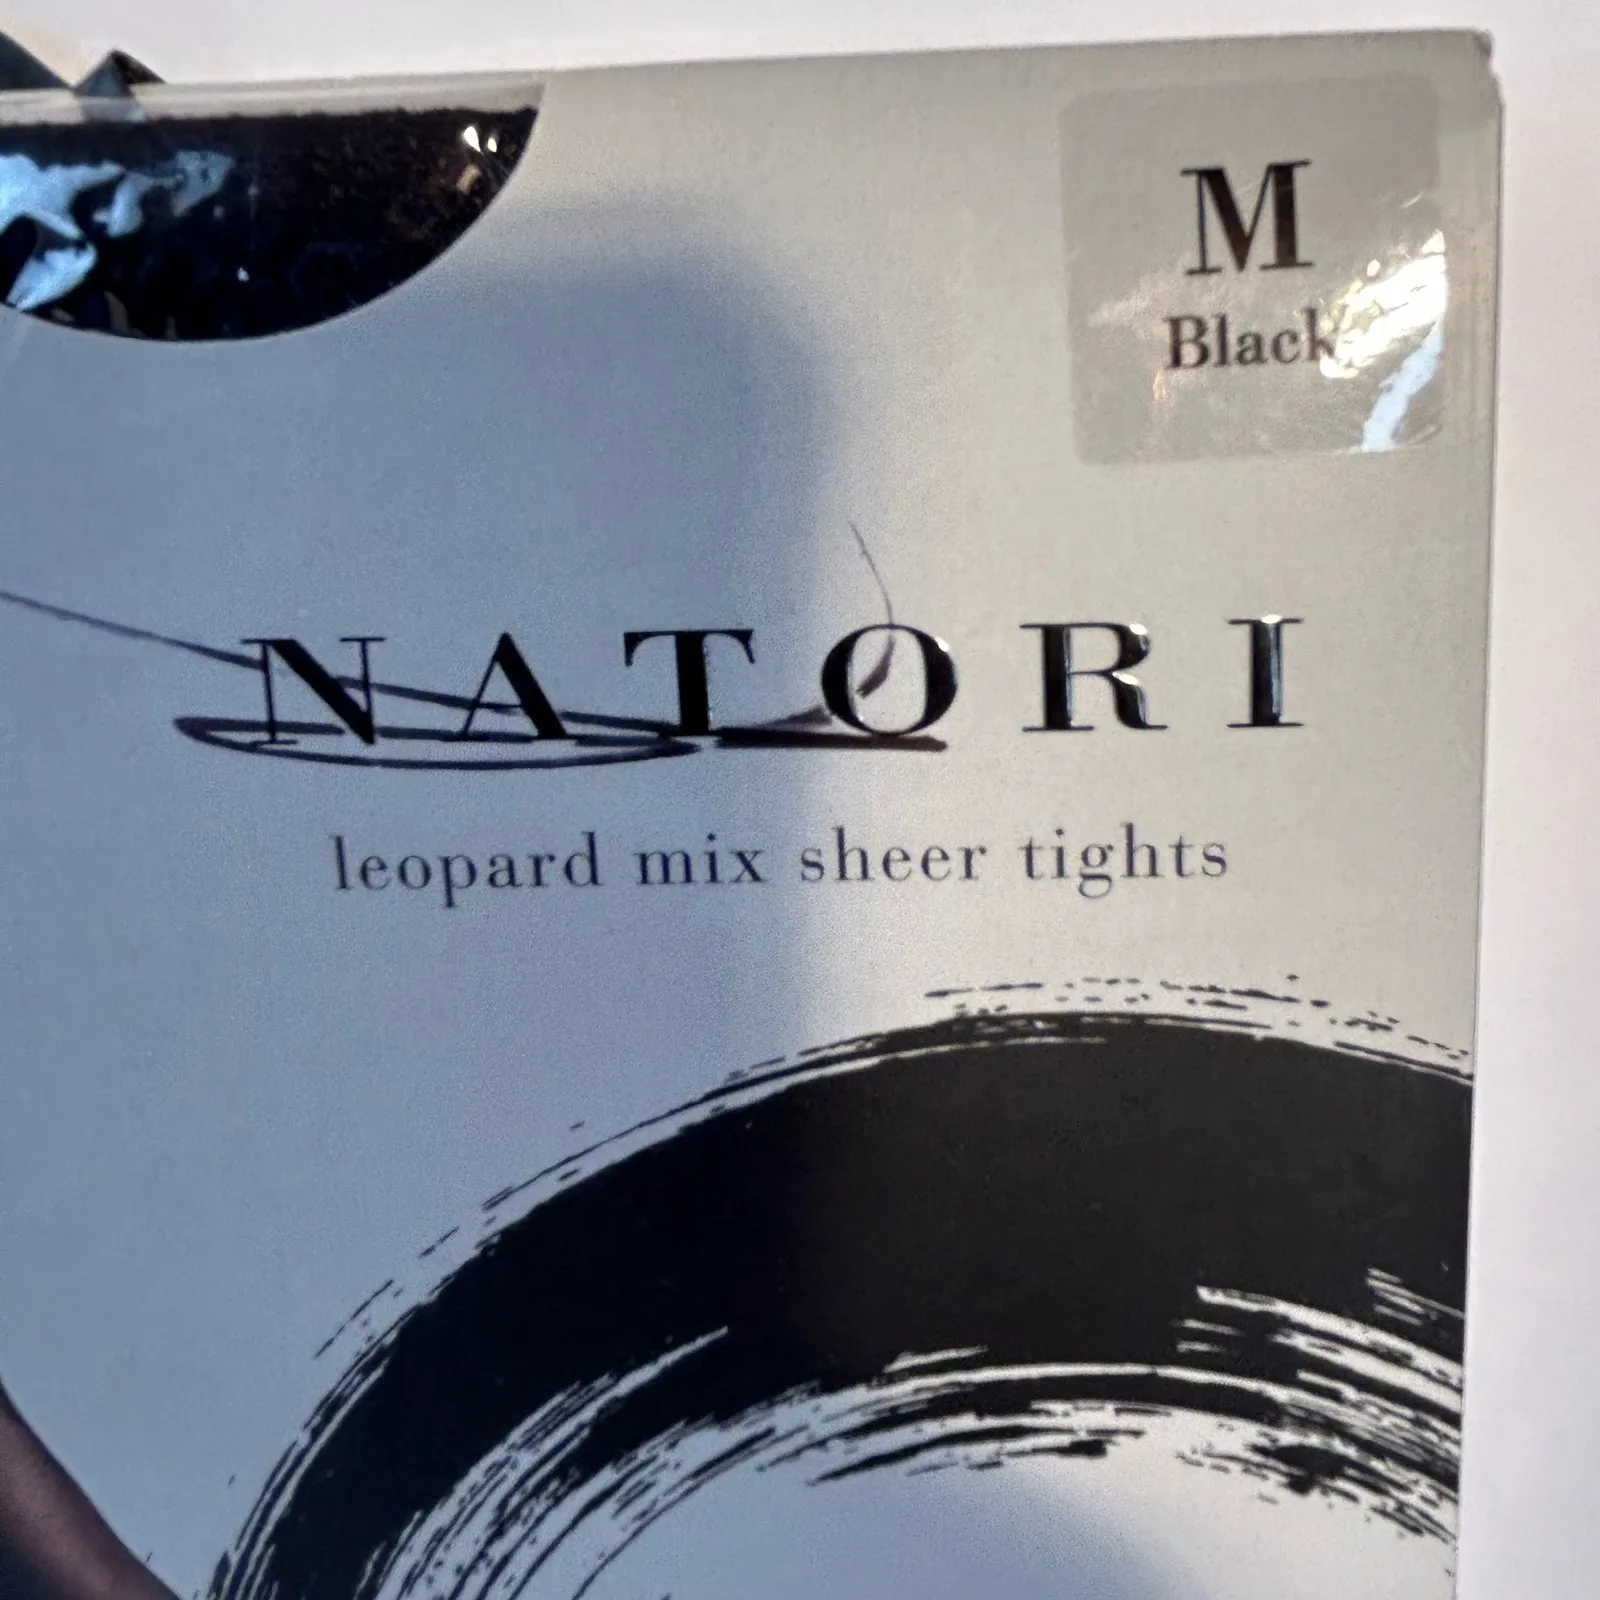 M
Black
NATORI
leopard mix sheer tights